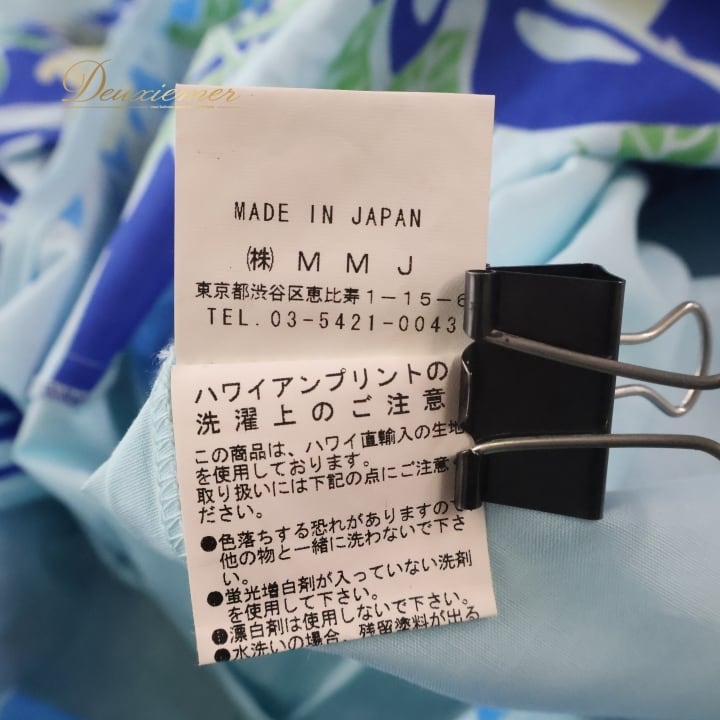 Deuxiemer
MADE IN JAPAN
㈱ M M J
東京都渋谷区恵比寿1-15-6
TEL.03-5421-0043
ハワイアンプリントの
洗濯上のご注意
この商品は、ハワイ直輸入の生地
を使用しております。
取り扱いには下記の点にご注意く
ださい。
●色落ちする恐れがありますので
他の物と一緒に洗わないで下さ
い。
●蛍光増白剤が入っていない洗剤
を使用して下さい。
●漂白剤は使用しないで下さい。
●水洗いの場合、残留塗料が出る